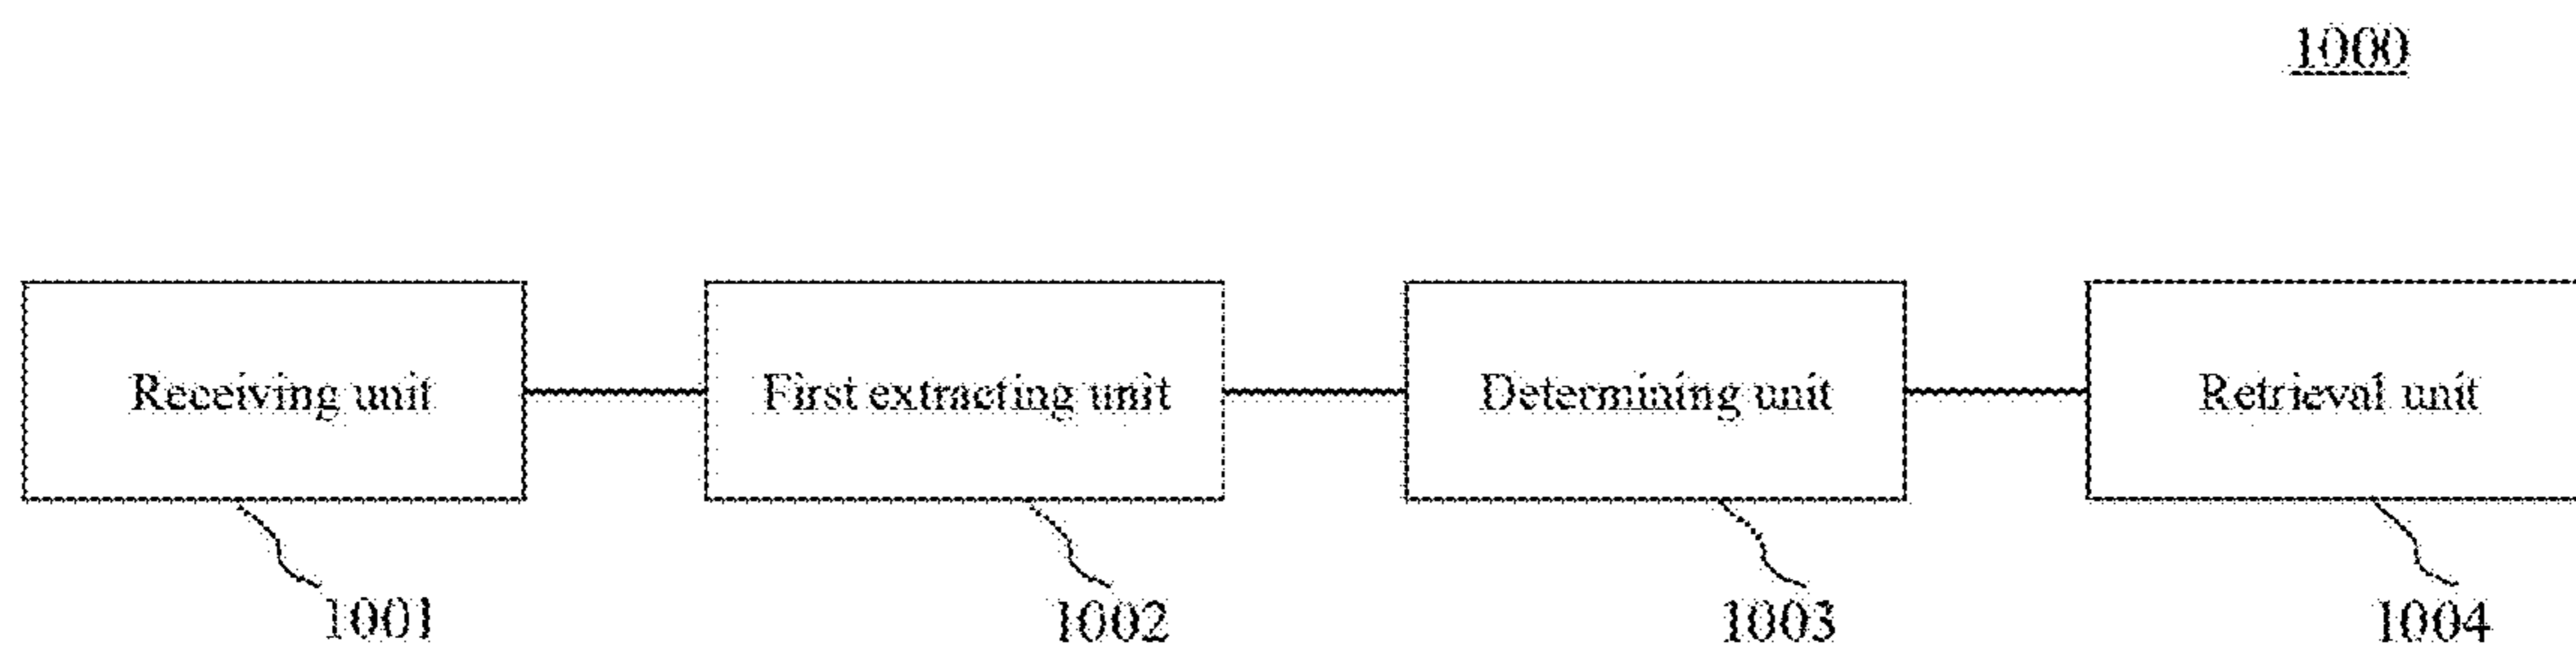 1000
Receiving unit
First extracting unit
Determining unit
Retrieval unit
1001
1002
1003
1004